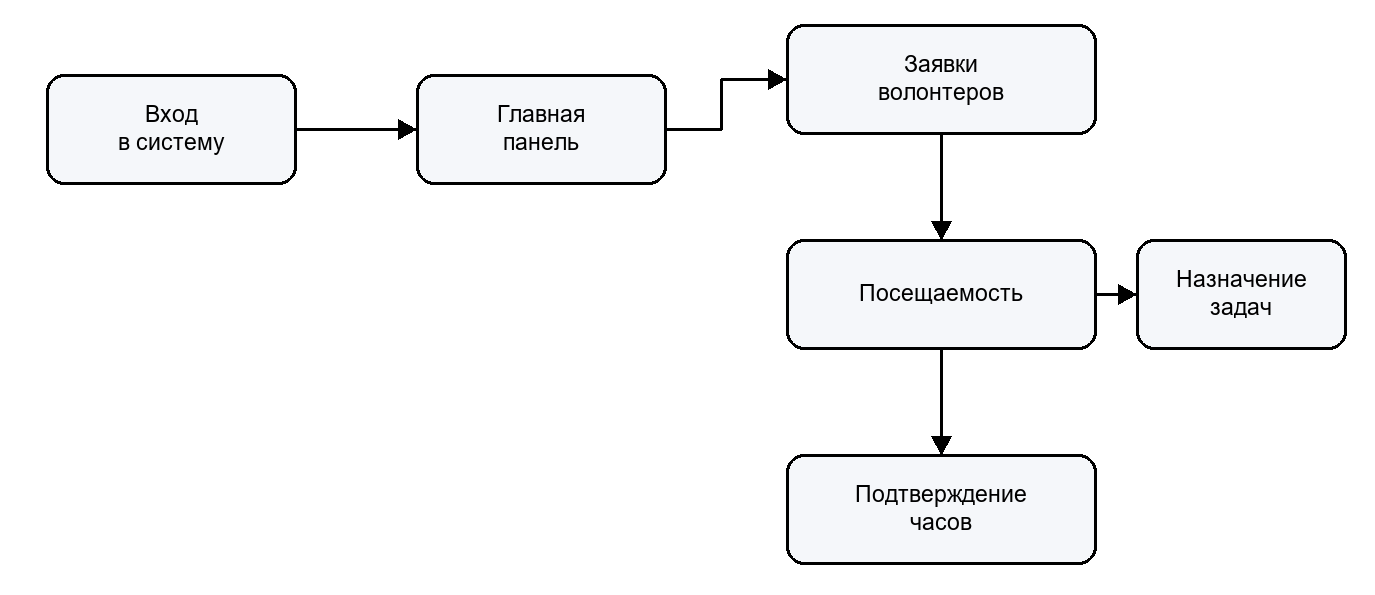 Вход
в систему
Главная
панель
Заявки
волонтеров
Посещаемость
Назначение
задач
Подтверждение
часов